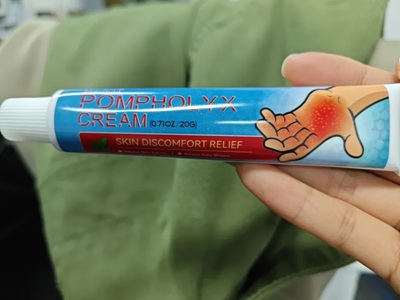 POMPHOLYX
CREAM (0.71OZ/20G)
SKIN DISCOMFORT RELIEF